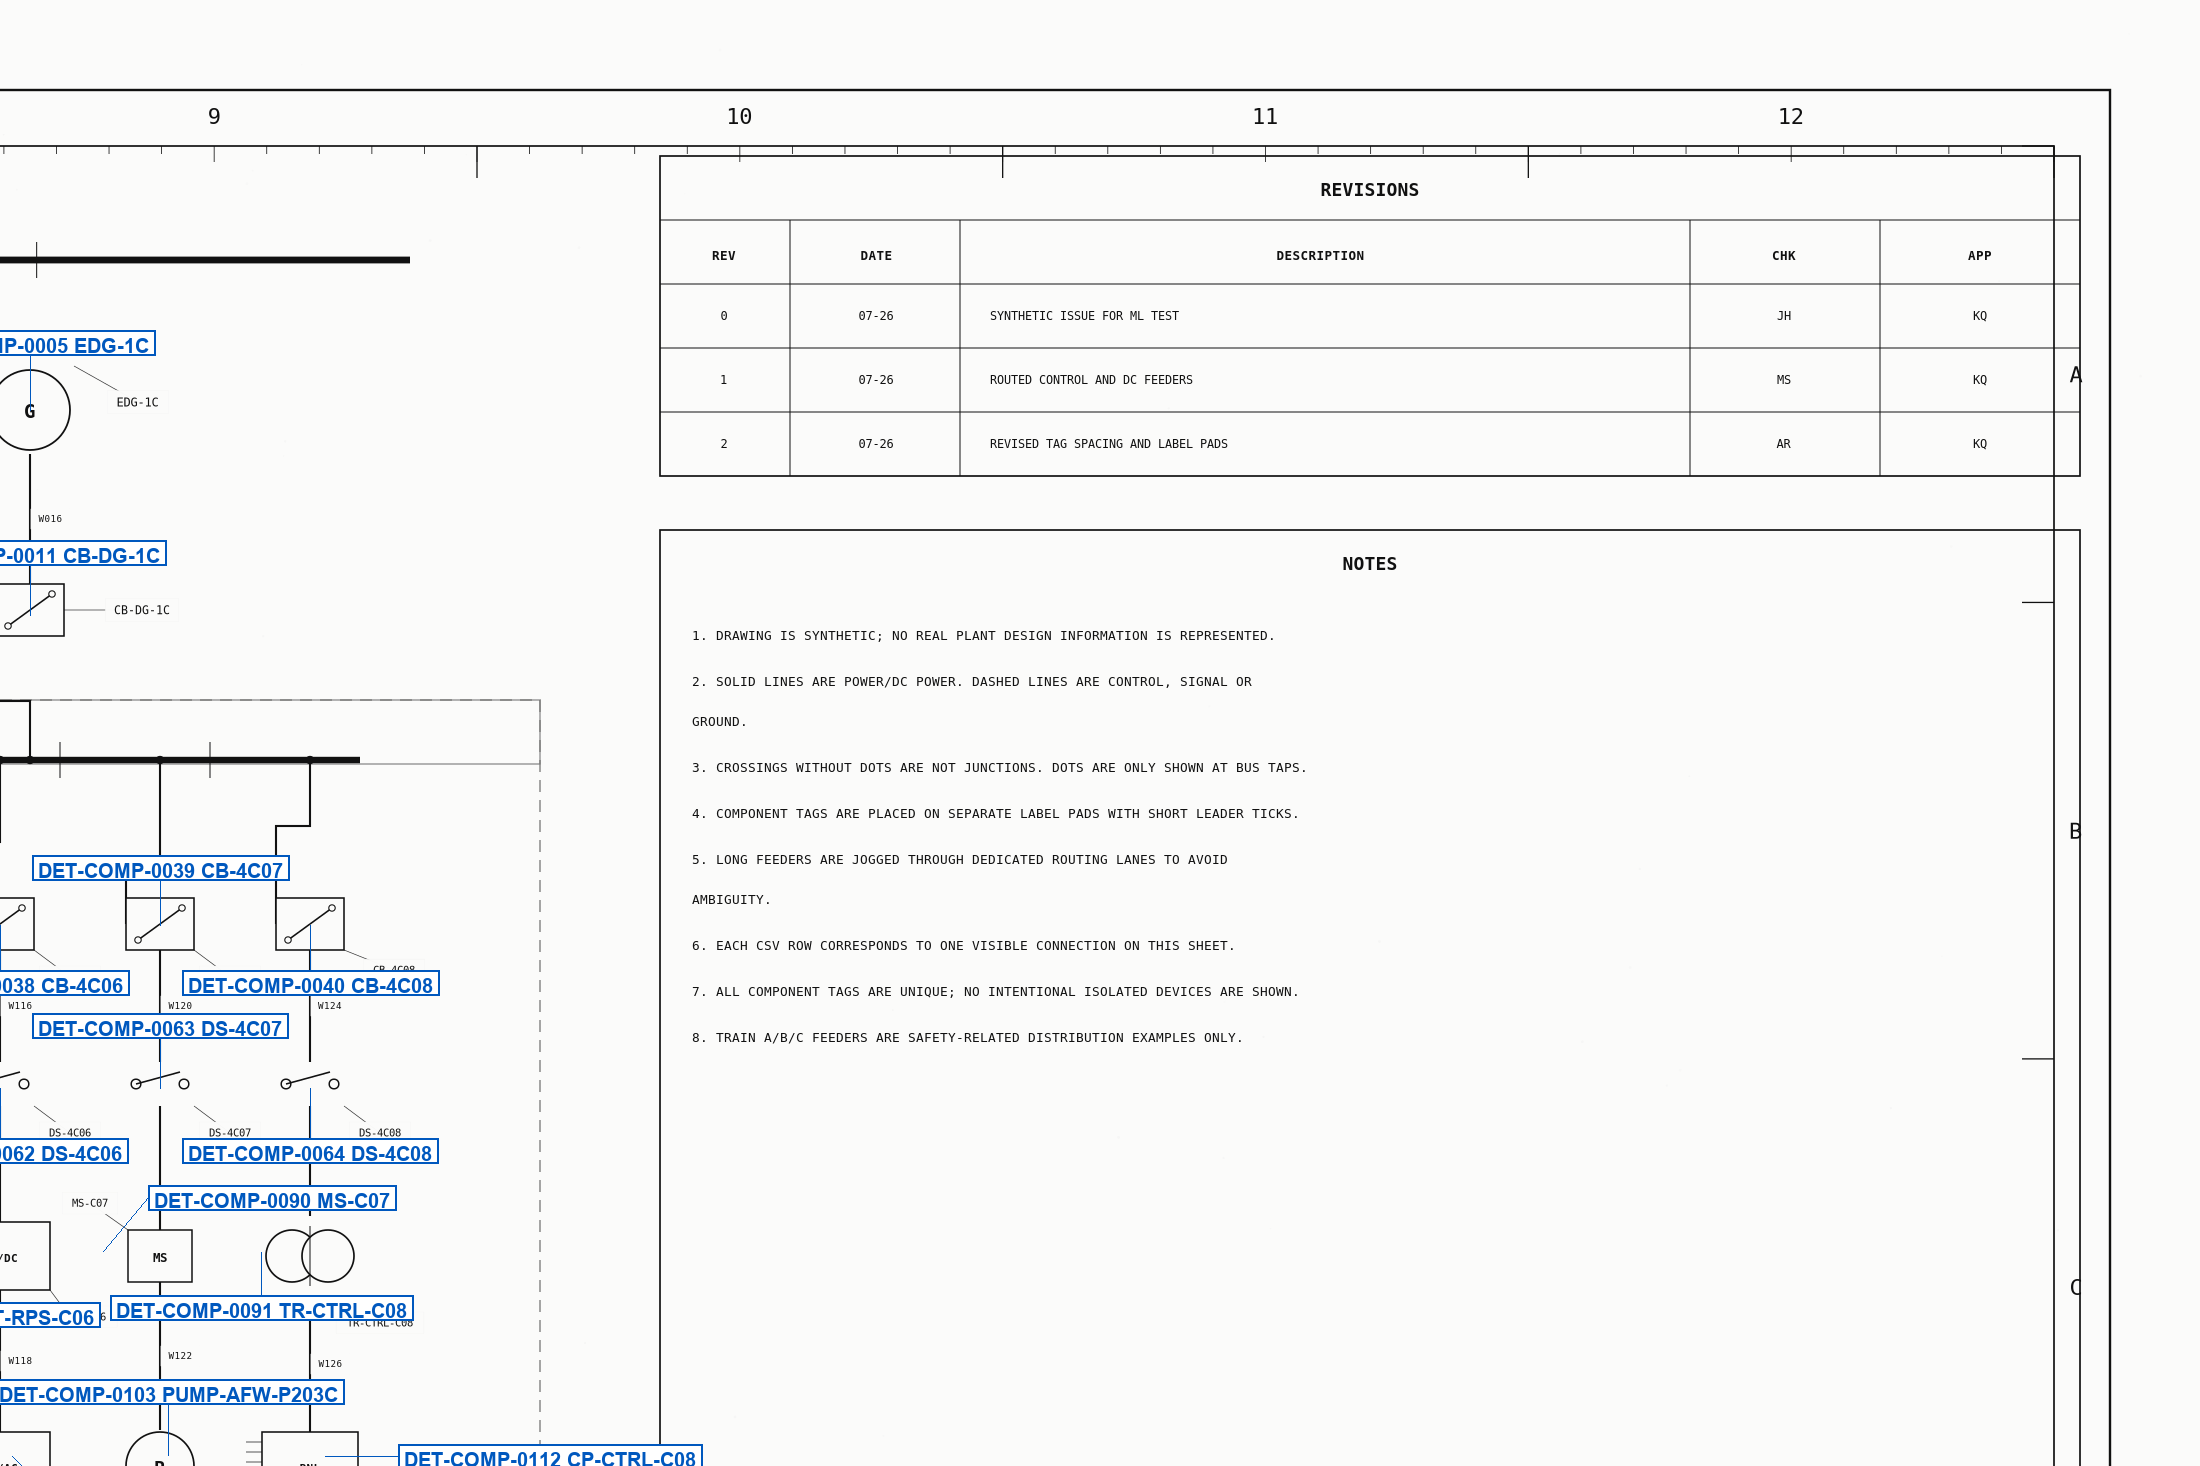 9 10 11 12
REVISIONS
REV DATE DESCRIPTION CHK APP
0 07-26 SYNTHETIC ISSUE FOR ML TEST JH KQ
1 07-26 ROUTED CONTROL AND DC FEEDERS MS KQ
2 07-26 REVISED TAG SPACING AND LABEL PADS AR KQ
A
NOTES
1. DRAWING IS SYNTHETIC; NO REAL PLANT DESIGN INFORMATION IS REPRESENTED.
2. SOLID LINES ARE POWER/DC POWER. DASHED LINES ARE CONTROL, SIGNAL OR
GROUND.
3. CROSSINGS WITHOUT DOTS ARE NOT JUNCTIONS. DOTS ARE ONLY SHOWN AT BUS TAPS.
4. COMPONENT TAGS ARE PLACED ON SEPARATE LABEL PADS WITH SHORT LEADER TICKS.
5. LONG FEEDERS ARE JOGGED THROUGH DEDICATED ROUTING LANES TO AVOID
AMBIGUITY.
6. EACH CSV ROW CORRESPONDS TO ONE VISIBLE CONNECTION ON THIS SHEET.
7. ALL COMPONENT TAGS ARE UNIQUE; NO INTENTIONAL ISOLATED DEVICES ARE SHOWN.
8. TRAIN A/B/C FEEDERS ARE SAFETY-RELATED DISTRIBUTION EXAMPLES ONLY.
B
C
P-0005 EDG-1C
G
EDG-1C
W016
-0011 CB-DG-1C
CB-DG-1C
DET-COMP-0039 CB-4C07
CB-4C08
0038 CB-4C06
DET-COMP-0040 CB-4C08
W116
W120
W124
DET-COMP-0063 DS-4C07
DS-4C06
DS-4C07
DS-4C08
0062 DS-4C06
DET-COMP-0064 DS-4C08
DET-COMP-0090 MS-C07
MS-C07
/DC
MS
DET-COMP-0091 TR-CTRL-C08
-RPS-C06
6
TR-CTRL-C08
W118
W122
W126
DET-COMP-0103 PUMP-AFW-P203C
DET-COMP-0112 CP-CTRL-C08